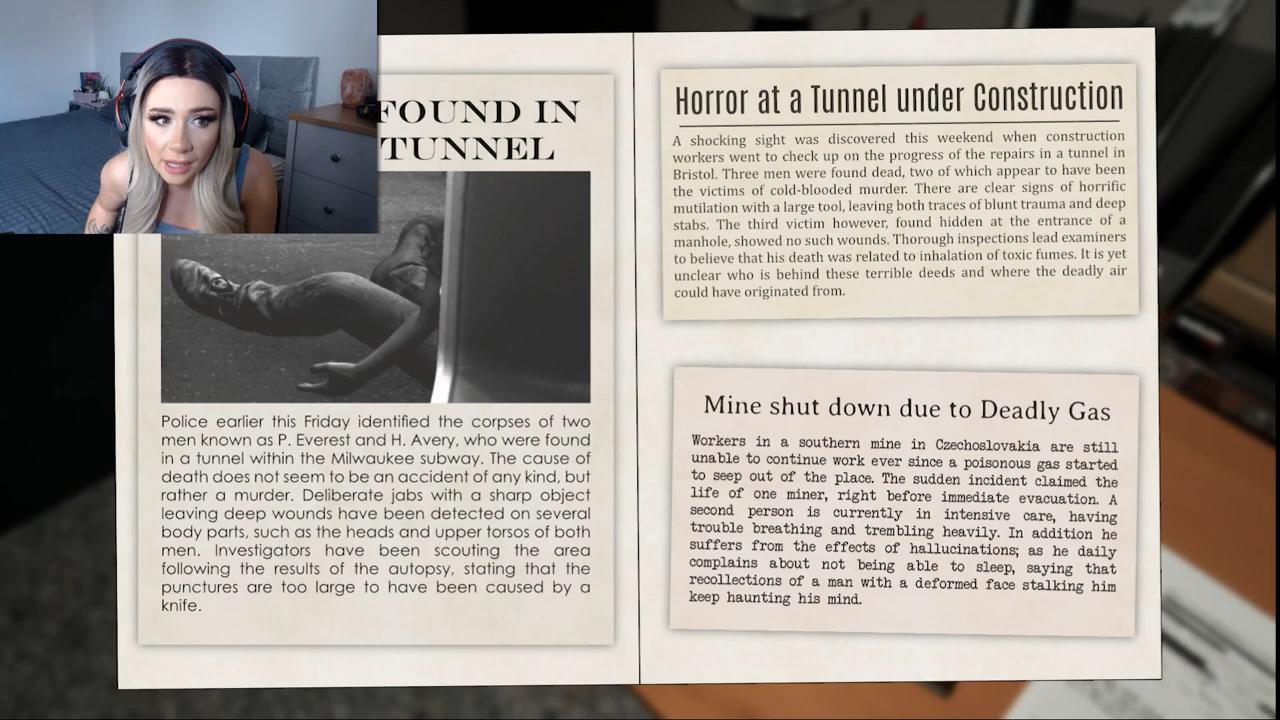 FOUND IN
TUNNEL
Police earlier this Friday identified the corpses of two
men known as P. Everest and H. Avery, who were found
in a tunnel within the Milwaukee subway. The cause of
death does not seem to be an accident of any kind, but
rather a murder. Deliberate jabs with a sharp object
leaving deep wounds have been detected on several
body parts, such as the heads and upper torsos of both
men. Investigators have been scouting the area
following the results of the autopsy, stating that the
punctures are too large to have been caused by a
knife.
Horror at a Tunnel under Construction
A shocking sight was discovered this weekend when construction
workers went to check up on the progress of the repairs in a tunnel in
Bristol. Three men were found dead, two of which appear to have been
the victims of cold-blooded murder. There are clear signs of horrific
mutilation with a large tool, leaving both traces of blunt trauma and deep
stabs. The third victim however, found hidden at the entrance of a
manhole, showed no such wounds. Thorough inspections lead examiners
to believe that his death was related to inhalation of toxic fumes. It is yet
unclear who is behind these terrible deeds and where the deadly air
could have originated from.
Mine shut down due to Deadly Gas
Workers in a southern mine in Czechoslovakia are still
unable to continue work ever since a poisonous gas started
to seep out of the place. The sudden incident claimed the
life of one miner, right before immediate evacuation. A
second person is currently in intensive care, having
trouble breathing and trembling heavily. In addition he
suffers from the effects of hallucinations; as he daily
complains about not being able to sleep, saying that
recollections of a man with a deformed face stalking him
keep haunting his mind.